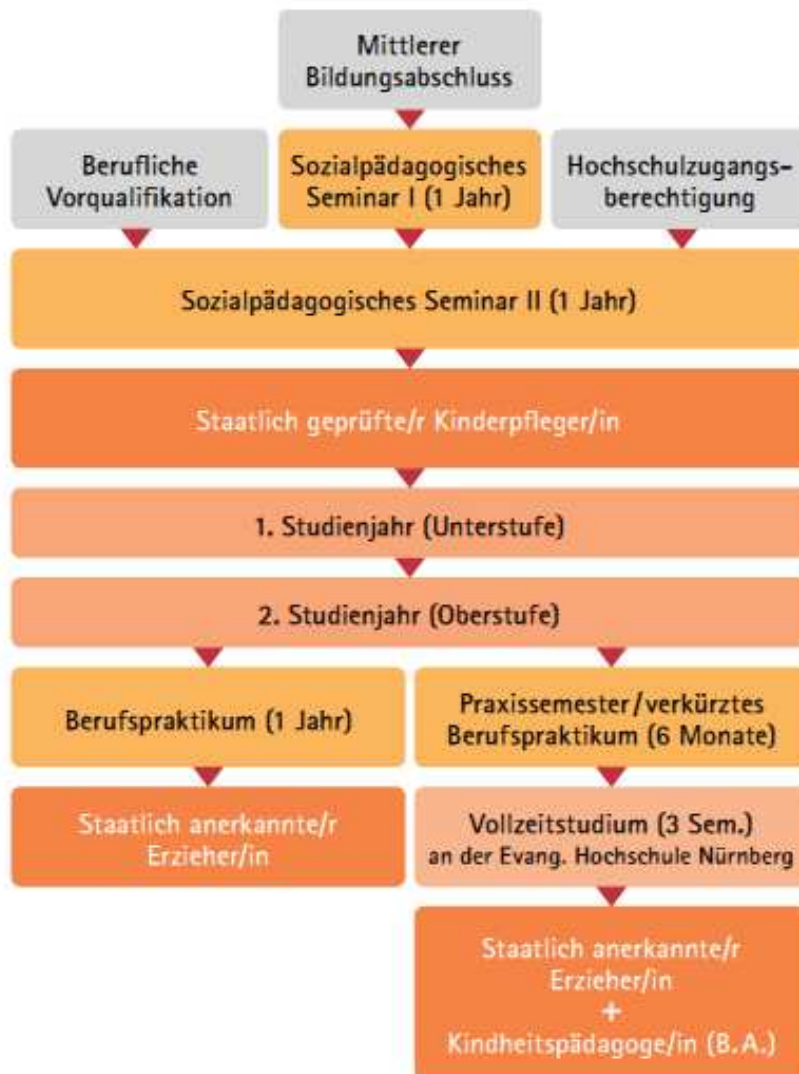 Mittlerer
Bildungsabschluss
Berufliche
Vorqualifikation
Sozialpädagogisches
Seminar I (1 Jahr)
Hochschulzugangs-
berechtigung
Sozialpädagogisches Seminar II (1 Jahr)
Staatlich geprüfte/r Kinderpfleger/in
1. Studienjahr (Unterstufe)
2. Studienjahr (Oberstufe)
Berufspraktikum (1 Jahr)
Praxissemester/verkürztes
Berufspraktikum (6 Monate)
Staatlich anerkannte/r
Erzieher/in
Vollzeitstudium (3 Sem.)
an der Evang. Hochschule Nürnberg
Staatlich anerkannte/r
Erzieher/in
+
Kindheitspädagoge/in (B.A.)